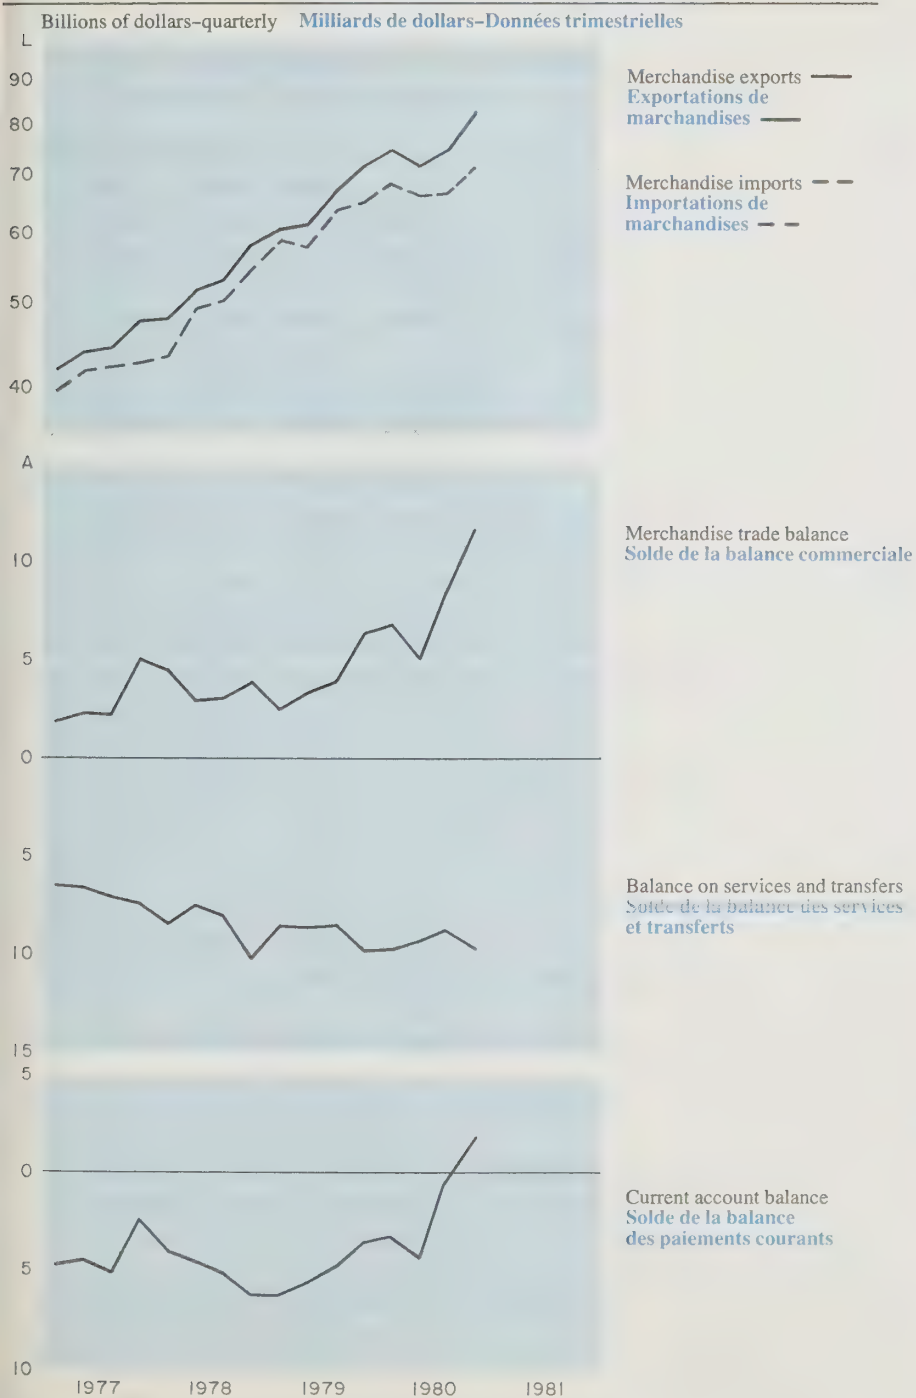 Billions of dollars–quarterly Milliards de dollars–Données trimestrielles
L
90
80
70
60
50
40
Merchandise exports
Exportations de
marchandises
Merchandise imports
Importations de
marchandises
A
10
5
0
5
10
15
Merchandise trade balance
Solde de la balance commerciale
Balance on services and transfers
Solde de la balance des services
et transferts
5
0
5
10
Current account balance
Solde de la balance
des paiements courants
1977 1978 1979 1980 1981